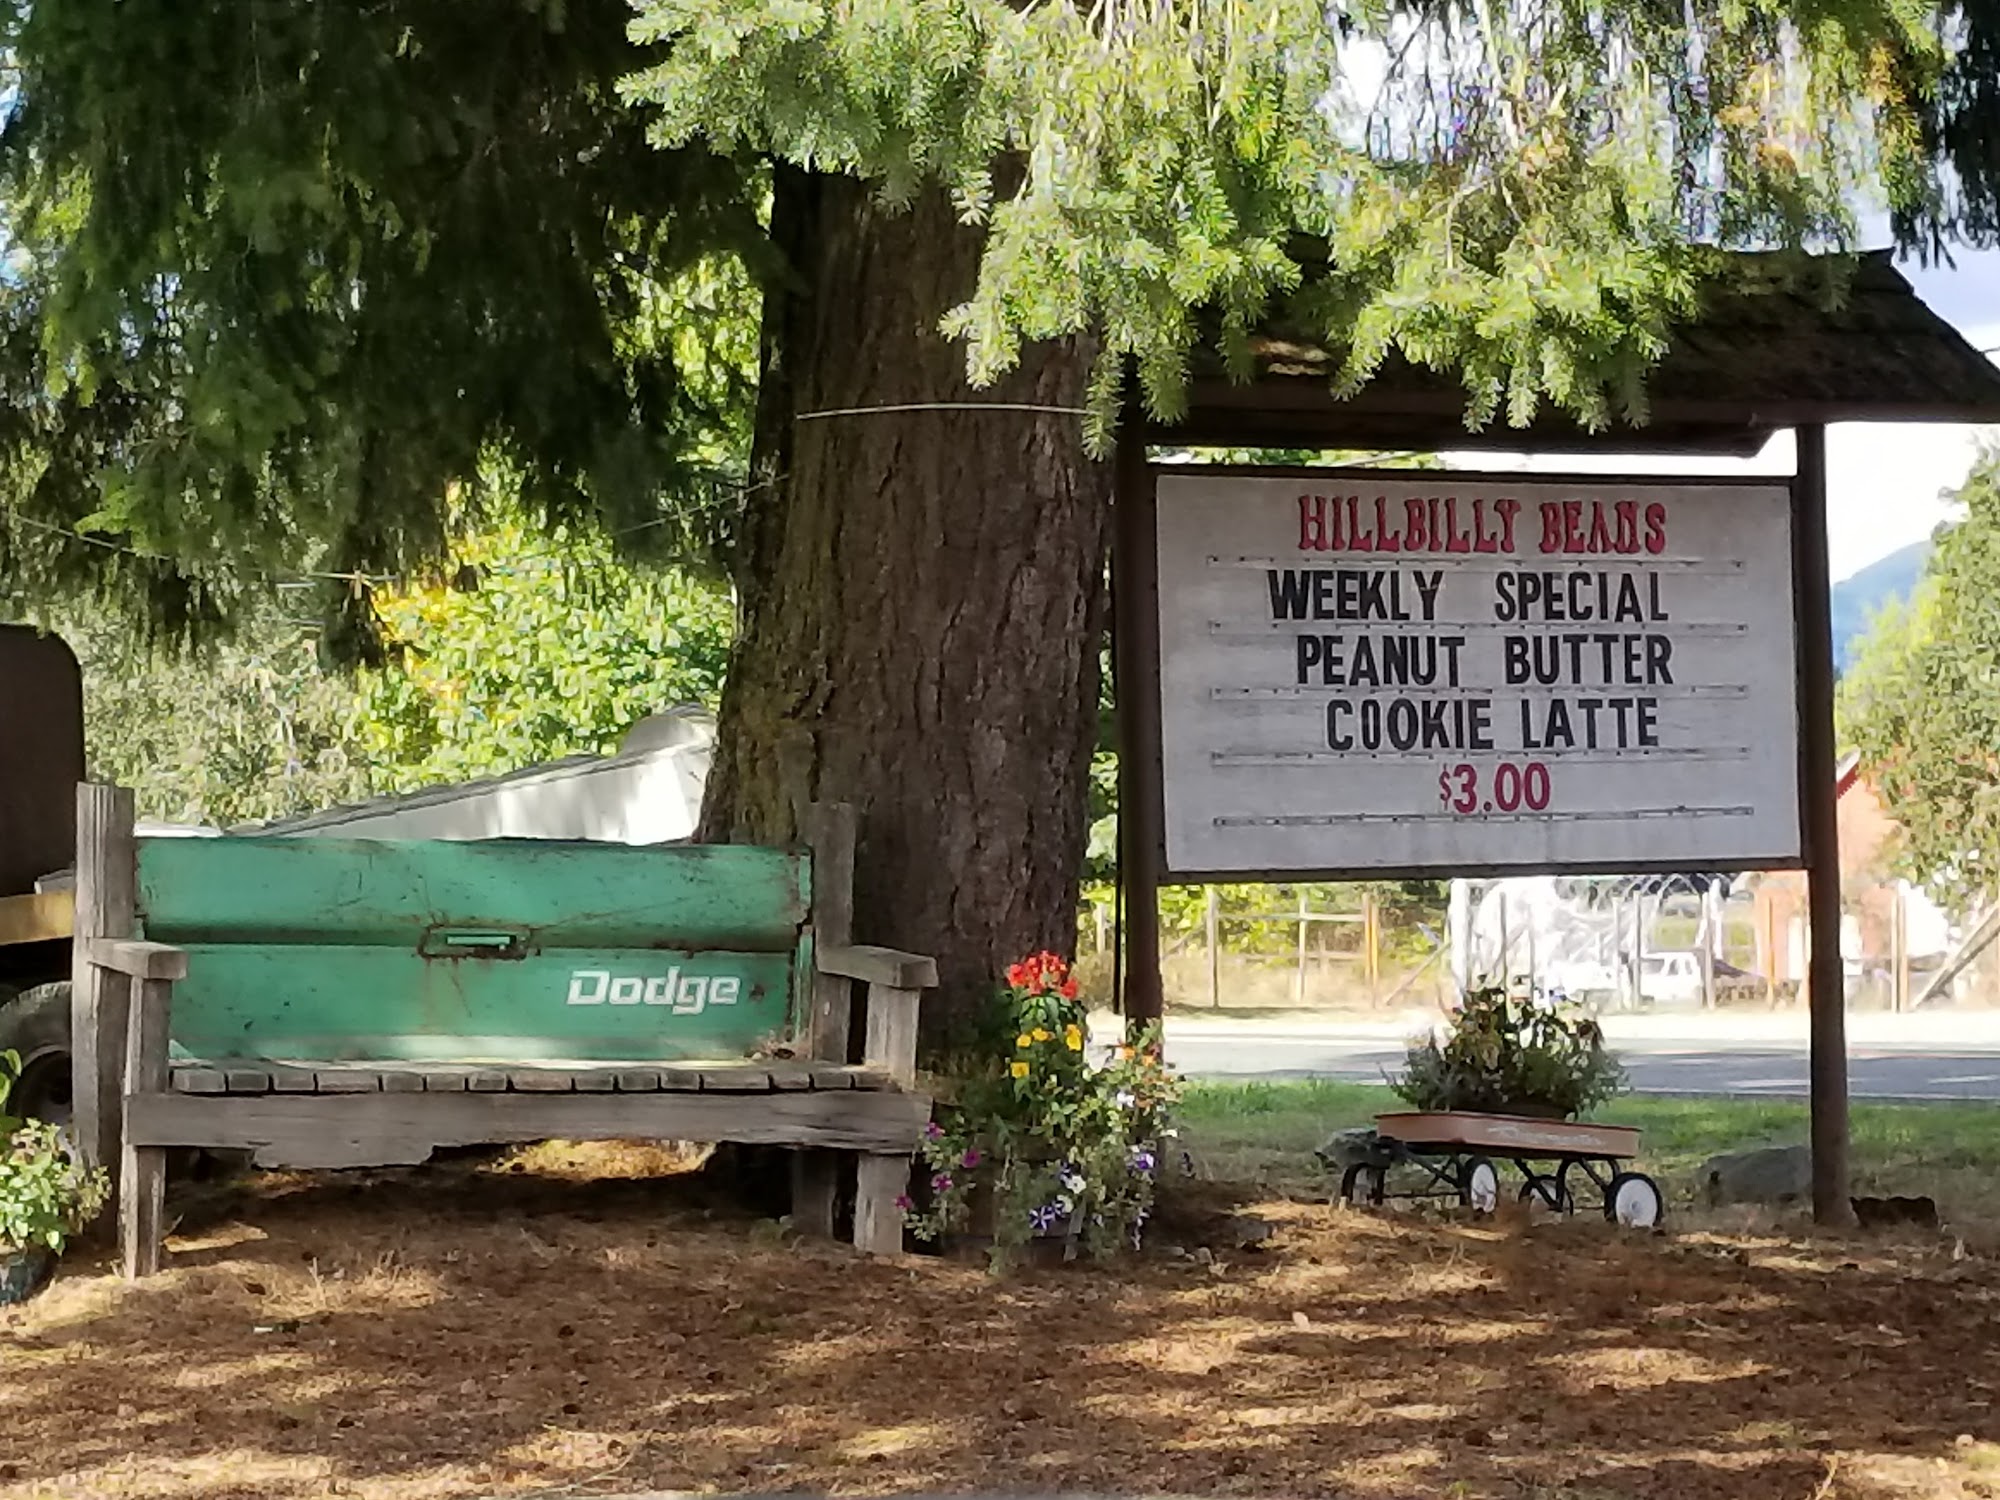 HILLBILLY BEANS
WEEKLY SPECIAL
PEANUT BUTTER
COOKIE LATTE
$3.00
Dodge